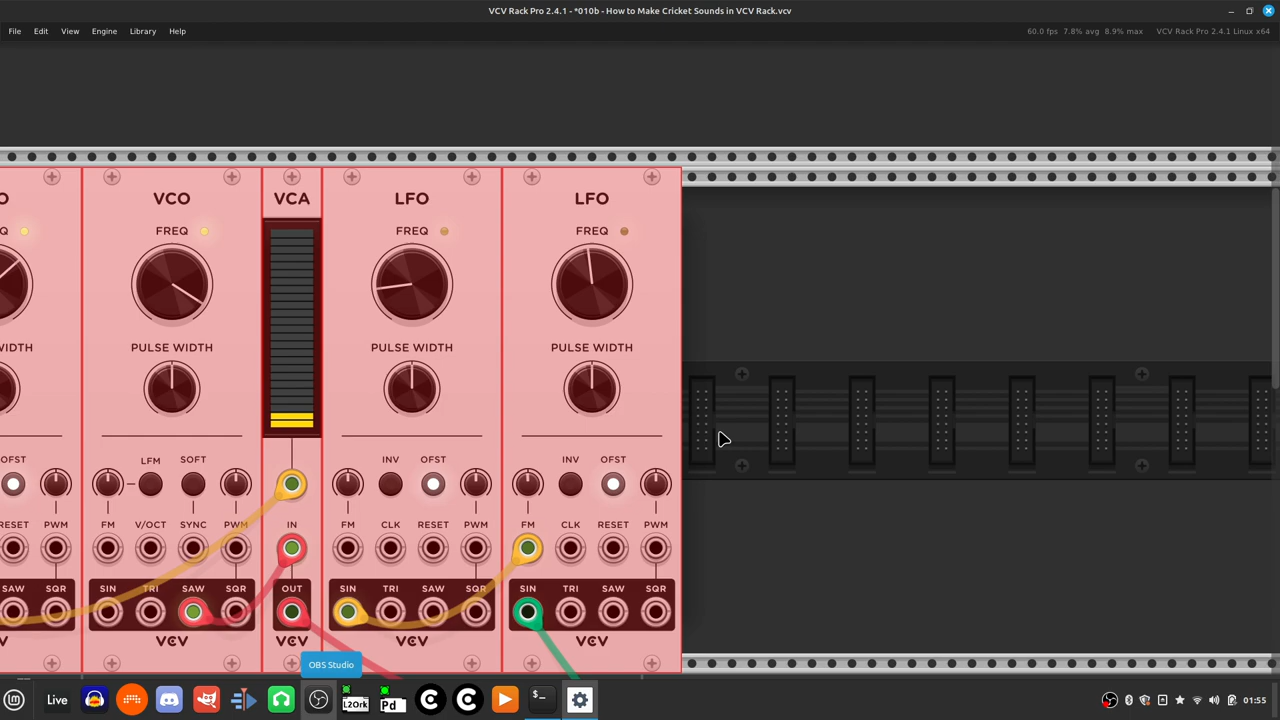 VCV Rack Pro 2.4.1 - *010b - How to Make Cricket Sounds in VCV Rack.vcv
File Edit View Engine Library Help
60.0 fps 7.8% avg 8.9% max VCV Rack Pro 2.4.1 Linux x64
O VCO VCA LFO LFO
Q FREQ FREQ FREQ
WIDTH PULSE WIDTH PULSE WIDTH PULSE WIDTH
OFST LFM SOFT INV OFST INV OFST
RESET PWM FM V/OCT SYNC PWM IN FM CLK RESET PWM FM CLK RESET PWM
SAW SQR SIN TRI SAW SQR OUT SIN TRI SAW SQR SIN TRI SAW SQR
V VCV VCV VCV VCV
OBS Studio
Live L2Ork Pd $_ 01:55